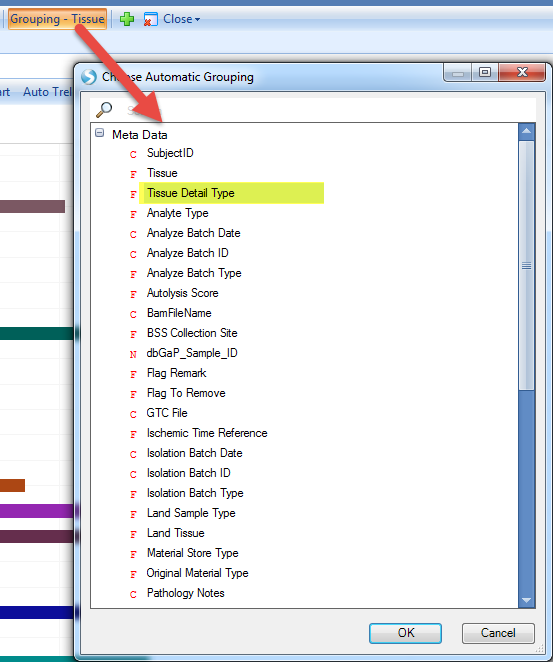 Grouping - Tissue Close
Choose Automatic Grouping
Auto Trel
Meta Data
C SubjectID
F Tissue
F Tissue Detail Type
F Analyte Type
C Analyze Batch Date
C Analyze Batch ID
F Analyze Batch Type
F Autolysis Score
C BamFileName
F BSS Collection Site
N dbGaP_Sample_ID
F Flag Remark
F Flag To Remove
C GTC File
F Ischemic Time Reference
C Isolation Batch Date
C Isolation Batch ID
F Isolation Batch Type
F Land Sample Type
F Land Tissue
F Material Store Type
F Original Material Type
C Pathology Notes
OK Cancel